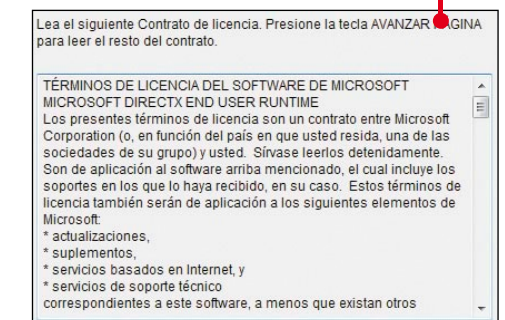 Lea el siguiente Contrato de licencia. Presione la tecla AVANZAR PÁGINA
para leer el resto del contrato.
TÉRMINOS DE LICENCIA DEL SOFTWARE DE MICROSOFT
MICROSOFT DIRECTX END USER RUNTIME
Los presentes términos de licencia son un contrato entre Microsoft
Corporation (o, en función del país en que usted resida, una de las
sociedades de su grupo) y usted.  Sírvase leerlos detenidamente.
Son de aplicación al software arriba mencionado, el cual incluye los
soportes en los que lo haya recibido, en su caso.  Estos términos de
licencia también serán de aplicación a los siguientes elementos de
Microsoft:
* actualizaciones,
* suplementos,
* servicios basados en Internet, y
* servicios de soporte técnico
correspondientes a este software, a menos que existan otros